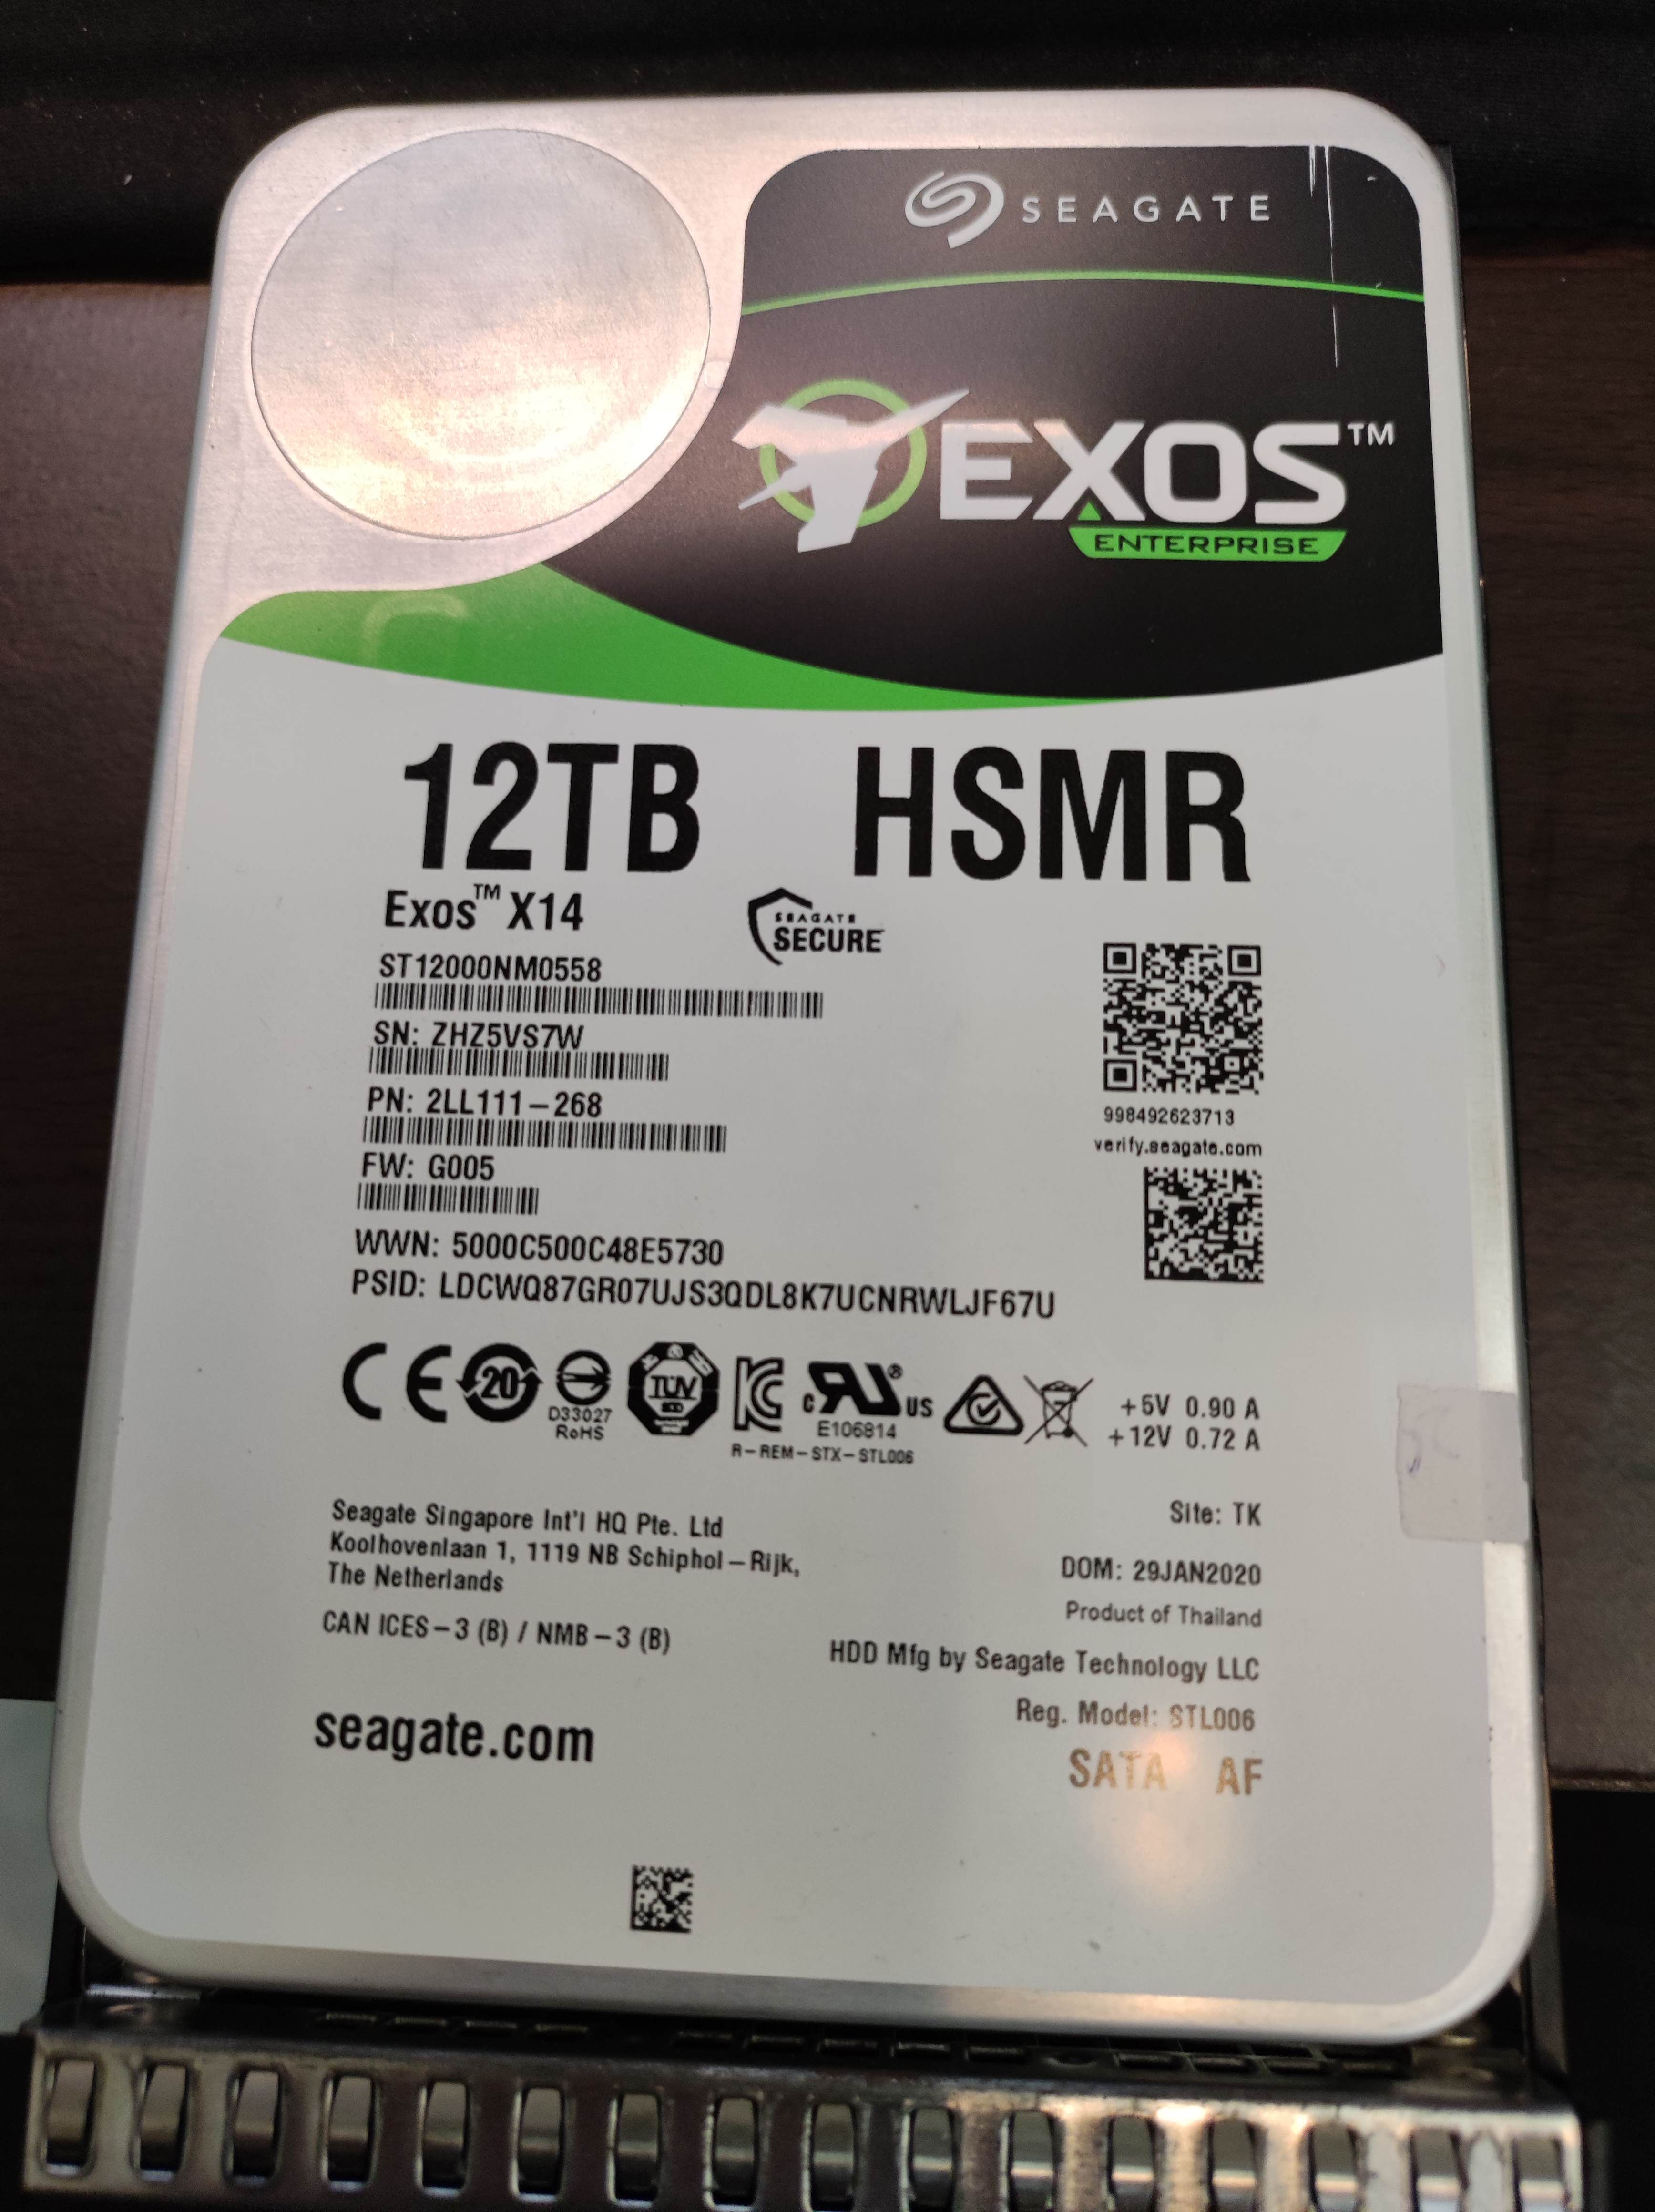 SEAGATE
EXOS™
ENTERPRISE
12TB HSMR
Exos™ X14
SEAGATE
SECURE
ST12000NM0558
SN: ZHZ5VS7W
PN: 2LL111-268
FW: G005
WWN: 5000C500C48E5730
PSID: LDCWQ87GR07UJS3QDL8K7UCNRWLJF67U
998492623713
verify.seagate.com
CE 20
D33027
RoHS
TÜV
c US
E106814
R-REM-STX-STL006
+5V 0.90 A
+12V 0.72 A
Seagate Singapore Int'l HQ Pte. Ltd
Koolhovenlaan 1, 1119 NB Schiphol-Rijk,
The Netherlands
CAN ICES-3 (B) / NMB-3 (B)
seagate.com
Site: TK
DOM: 29JAN2020
Product of Thailand
HDD Mfg by Seagate Technology LLC
Reg. Model: STL006
SATA AF